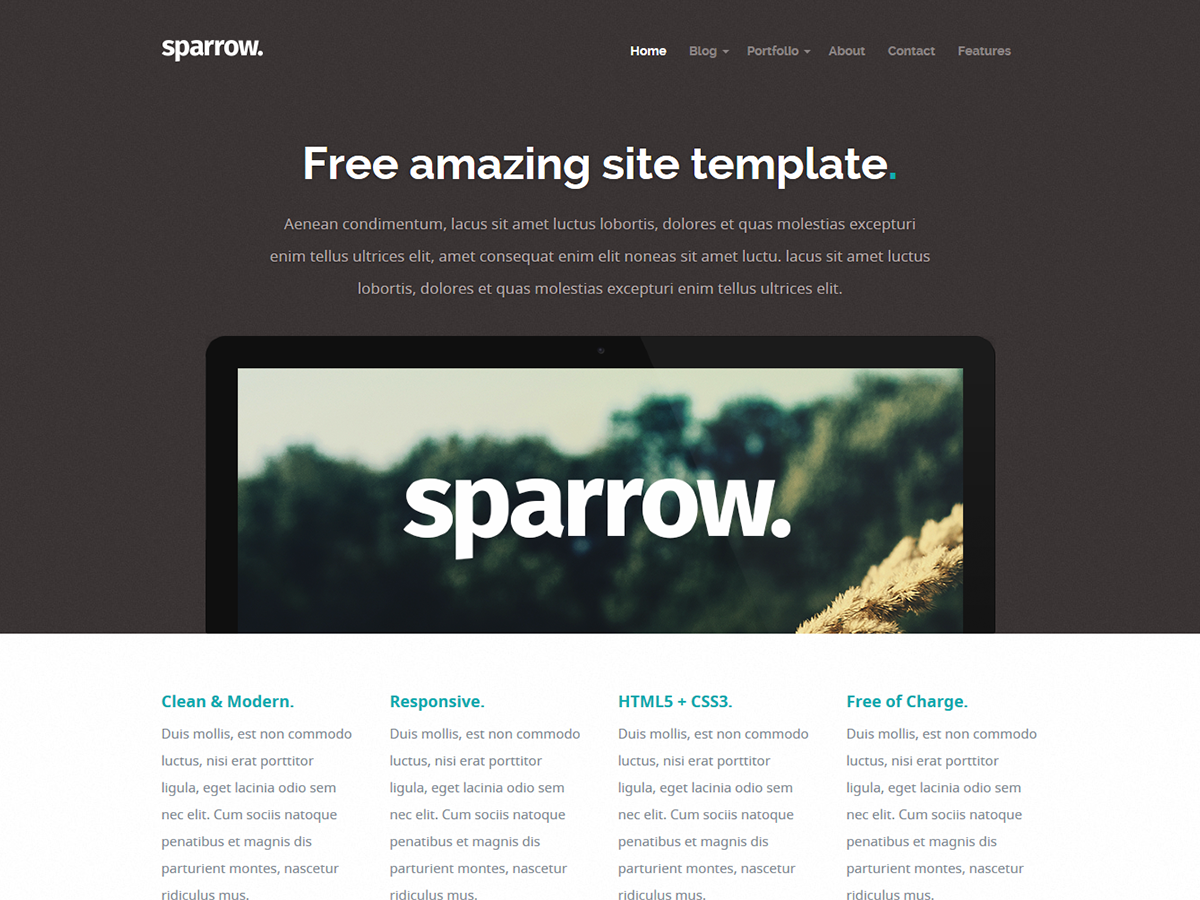 sparrow.
Home Blog Portfolio About Contact Features
Free amazing site template.
Aenean condimentum, lacus sit amet luctus lobortis, dolores et quas molestias excepturi
enim tellus ultrices elit, amet consequat enim elit noneas sit amet luctu. lacus sit amet luctus
lobortis, dolores et quas molestias excepturi enim tellus ultrices elit.
sparrow.
Clean & Modern.
Duis mollis, est non commodo
luctus, nisi erat porttitor
ligula, eget lacinia odio sem
nec elit. Cum sociis natoque
penatibus et magnis dis
parturient montes, nascetur
ridiculus mus.
Responsive.
Duis mollis, est non commodo
luctus, nisi erat porttitor
ligula, eget lacinia odio sem
nec elit. Cum sociis natoque
penatibus et magnis dis
parturient montes, nascetur
ridiculus mus.
HTML5 + CSS3.
Duis mollis, est non commodo
luctus, nisi erat porttitor
ligula, eget lacinia odio sem
nec elit. Cum sociis natoque
penatibus et magnis dis
parturient montes, nascetur
ridiculus mus.
Free of Charge.
Duis mollis, est non commodo
luctus, nisi erat porttitor
ligula, eget lacinia odio sem
nec elit. Cum sociis natoque
penatibus et magnis dis
parturient montes, nascetur
ridiculus mus.